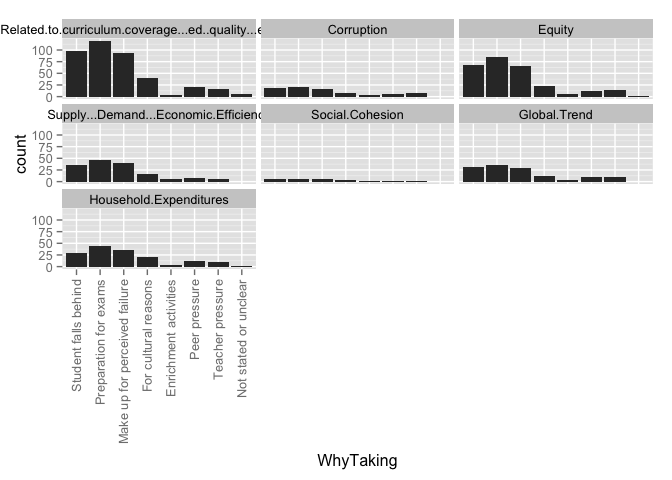 Related.to.curriculum.coverage...ed..quality...e
Corruption
Equity
100
75
50
25
0
Supply...Demand...Economic.Efficienc
Social.Cohesion
Global.Trend
100
75
50
25
0
count
Household.Expenditures
100
75
50
25
0
Student falls behind
Preparation for exams
Make up for perceived failure
For cultural reasons
Enrichment activities
Peer pressure
Teacher pressure
Not stated or unclear
WhyTaking